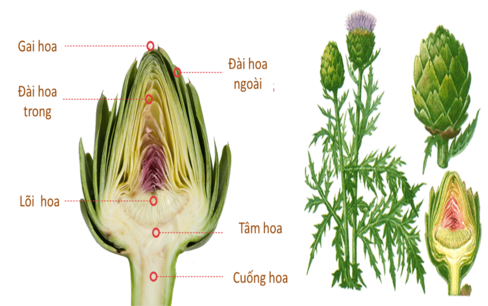 Gai hoa
Đài hoa
ngoài
Đài hoa
trong
Lõi hoa
Tâm hoa
Cuống hoa